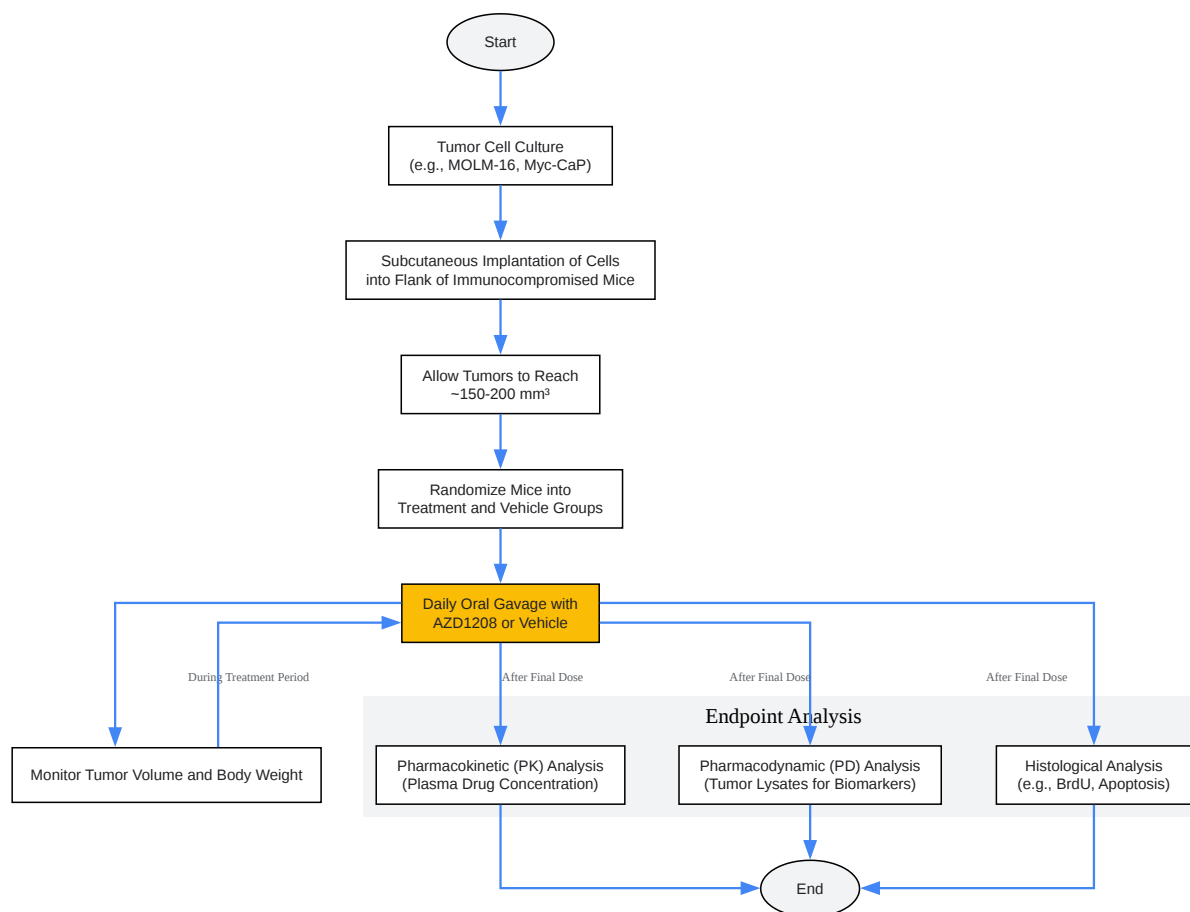 Start
Tumor Cell Culture
(e.g., MOLM-16, Myc-CaP)
Subcutaneous Implantation of Cells
into Flank of Immunocompromised Mice
Allow Tumors to Reach
~150-200 mm³
Randomize Mice into
Treatment and Vehicle Groups
Daily Oral Gavage with
AZD1208 or Vehicle
During Treatment Period
After Final Dose
After Final Dose
After Final Dose
Endpoint Analysis
Monitor Tumor Volume and Body Weight
Pharmacokinetic (PK) Analysis
(Plasma Drug Concentration)
Pharmacodynamic (PD) Analysis
(Tumor Lysates for Biomarkers)
Histological Analysis
(e.g., BrdU, Apoptosis)
End